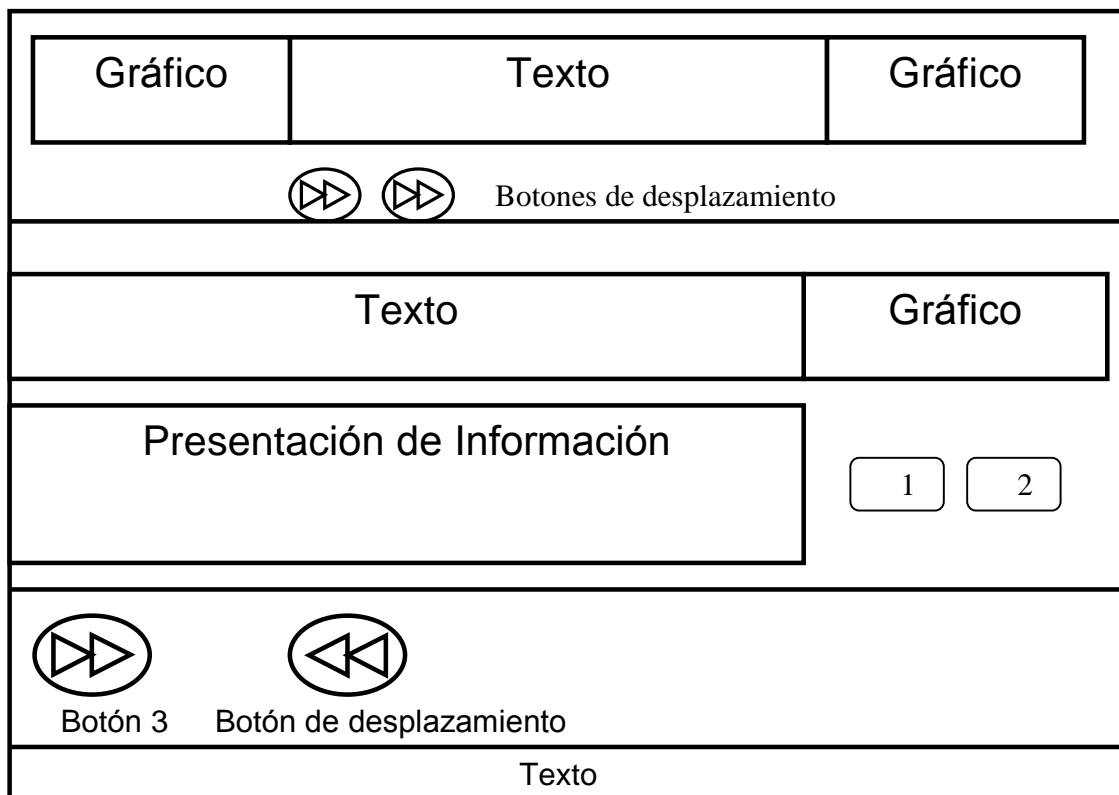 Gráfico Texto Gráfico
Botones de desplazamiento
Texto Gráfico
Presentación de Información
1 2
Botón 3 Botón de desplazamiento
Texto